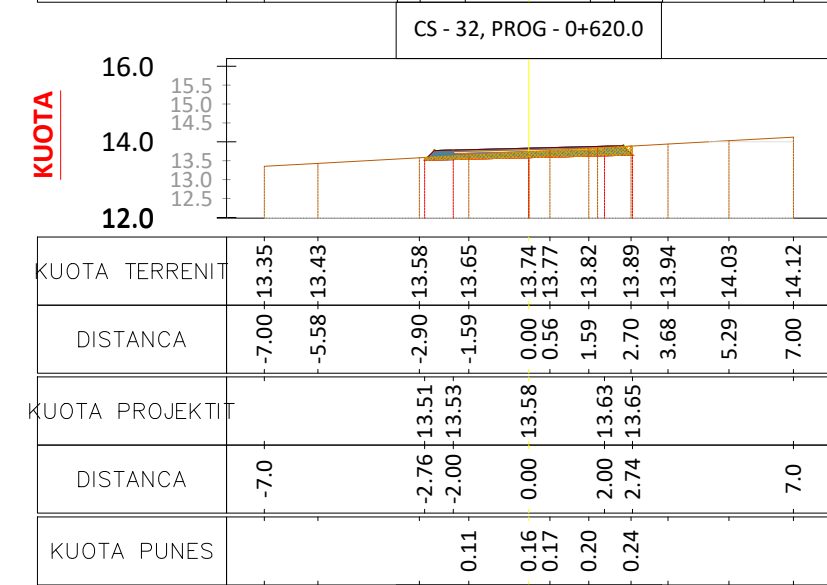 CS - 32, PROG - 0+620.0
KUOTA
16.0
15.5
15.0
14.5
14.0
13.5
13.0
12.5
12.0
KUOTA TERRENIT 13.35 13.43 13.58 13.65 13.74 13.77 13.82 13.89 13.94 14.03 14.12
DISTANCA -7.00 -5.58 -2.90 -1.59 0.00 0.56 1.59 2.70 3.68 5.29 7.00
KUOTA PROJEKTIT 13.51 13.53 13.58 13.63 13.65
DISTANCA -7.0 -2.76 -2.00 0.00 2.00 2.74 7.0
KUOTA PUNES 0.11 0.16 0.17 0.20 0.24